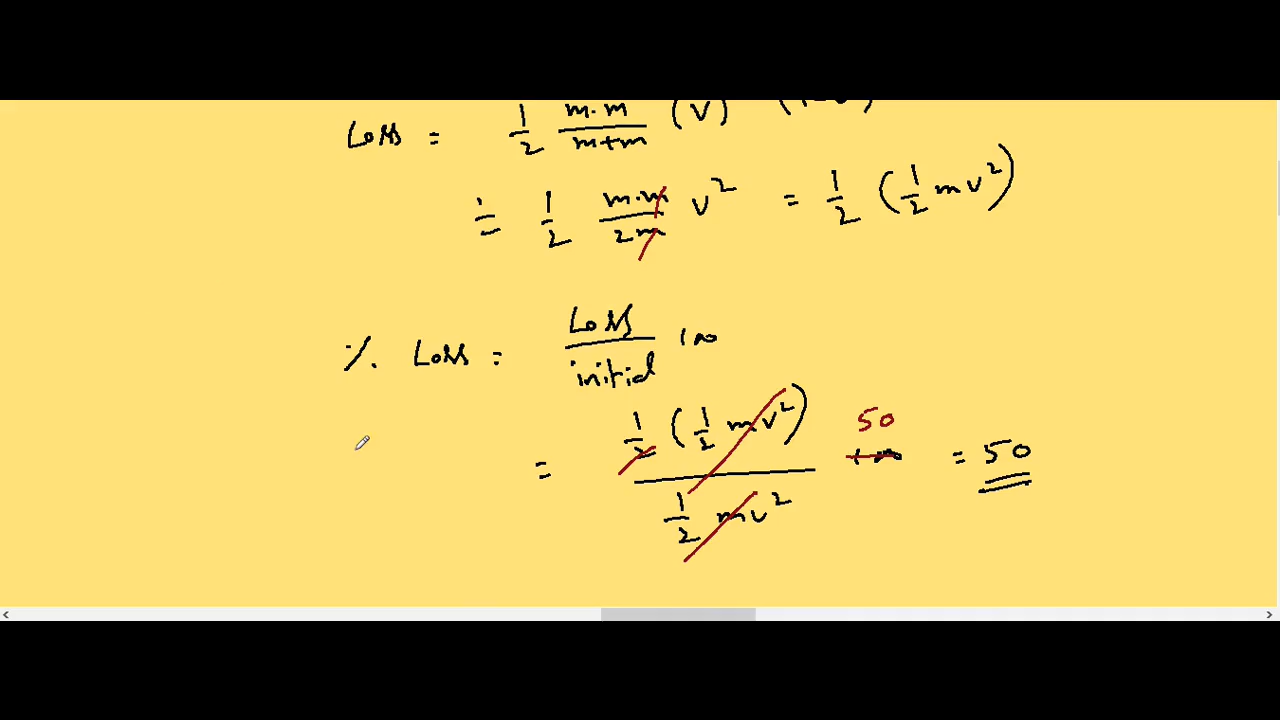 Loss = 1/2 m.m/m+m (V)
= 1/2 m.m/2m v² = 1/2 (1/2 mv²)
% Loss = Loss/initial 100
= 1/2 (1/2 mv²) / 1/2 mv² 100 50 = 50